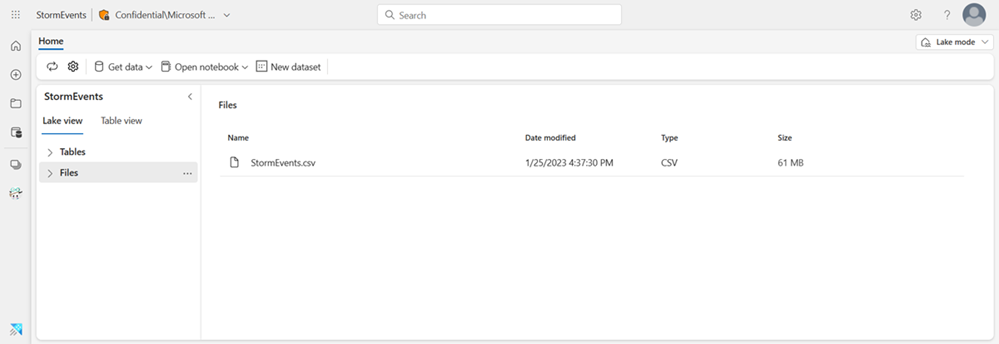 StormEvents
Confidential\Microsoft ...
Search
Home
Lake mode
Get data
Open notebook
New dataset
StormEvents
Lake view
Table view
Tables
Files
...
Files
Name Date modified Type Size
StormEvents.csv 1/25/2023 4:37:30 PM CSV 61 MB